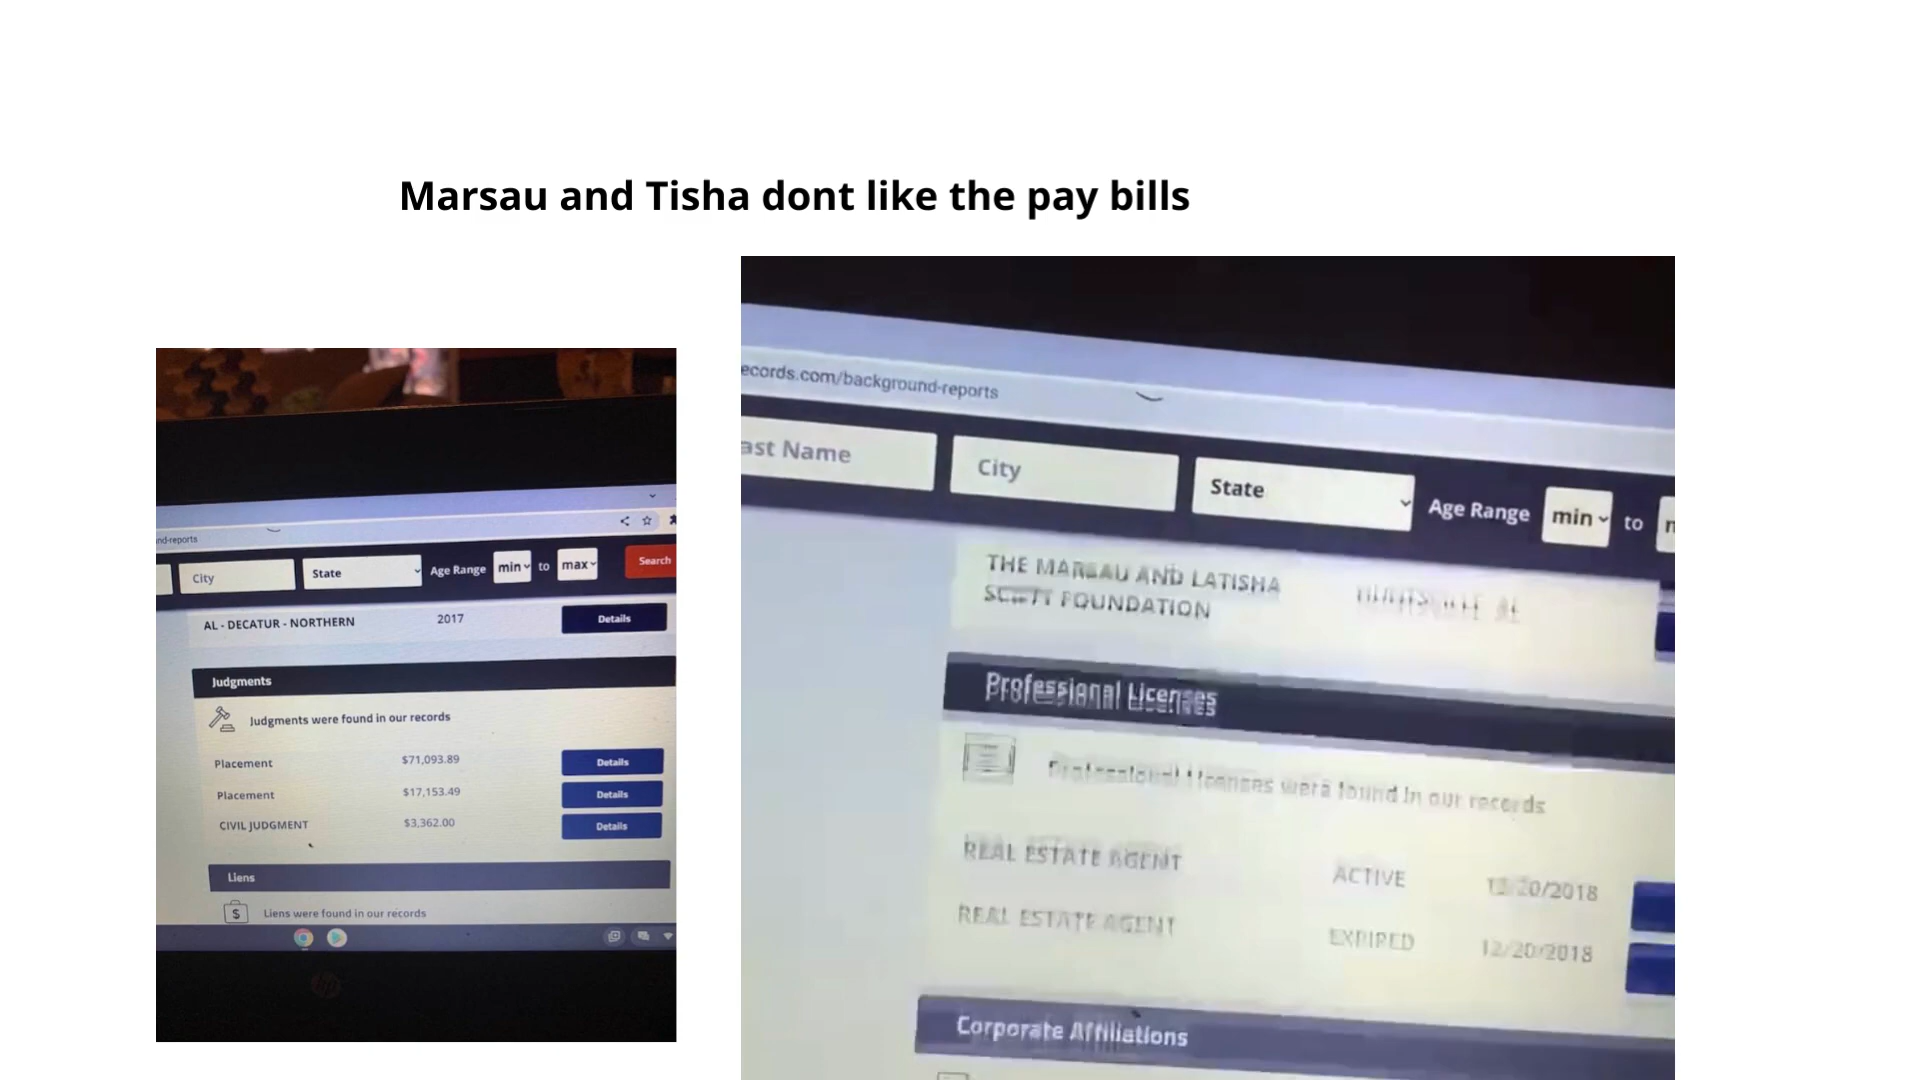 Marsau and Tisha dont like the pay bills
nd-reports
City
State
Age Range
min
to
max
Search
AL - DECATUR - NORTHERN
2017
Details
Judgments
Judgments were found in our records
Placement
$71,093.89
Details
Placement
$17,153.49
Details
CIVIL JUDGMENT
$3,362.00
Details
Liens
$
Liens were found in our records
hp
ecords.com/background-reports
ast Name
City
State
Age Range
min
to
THE MARSAU AND LATISHA
SCOTT FOUNDATION
Professional Licenses
Professional Licenses were found in our records
REAL ESTATE AGENT
ACTIVE
REAL ESTATE AGENT
EXPIRED
12/20/2018
Corporate Affiliations